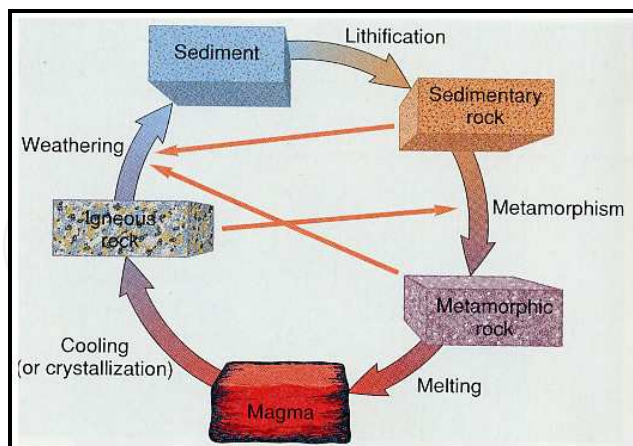 Lithification
Sediment
Sedimentary
rock
Weathering
Igneous
rock
Metamorphism
Metamorphic
rock
Cooling
(or crystallization)
Melting
Magma